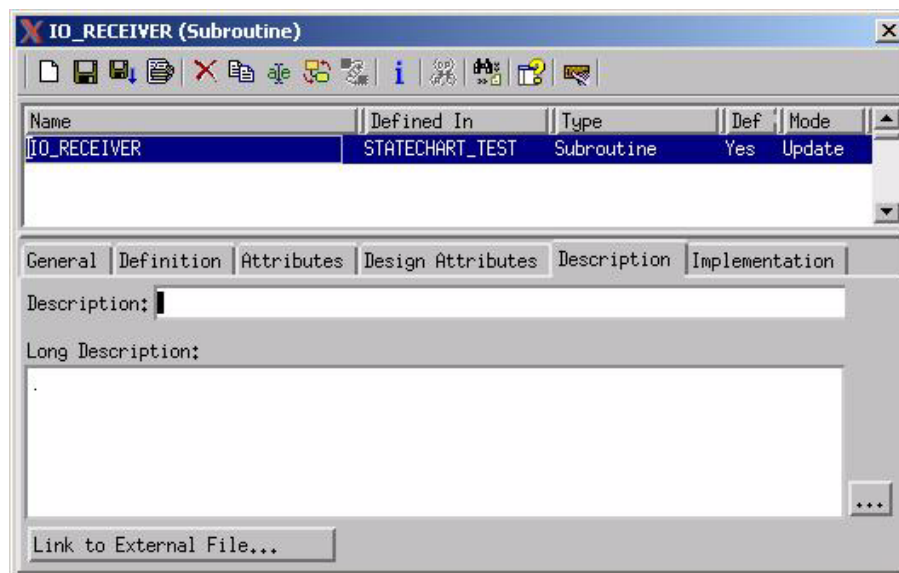 IO_RECEIVER (Subroutine)
Name Defined In Type Def Mode
IO_RECEIVER STATECHART_TEST Subroutine Yes Update
General Definition Attributes Design Attributes Description Implementation
Description:
Long Description:
.
...
Link to External File...